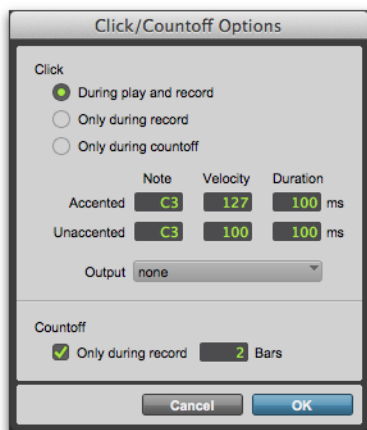 Click/Countoff Options
Click
During play and record
Only during record
Only during countoff
Note Velocity Duration
Accented C3 127 100 ms
Unaccented C3 100 100 ms
Output none
Countoff
Only during record 2 Bars
Cancel OK